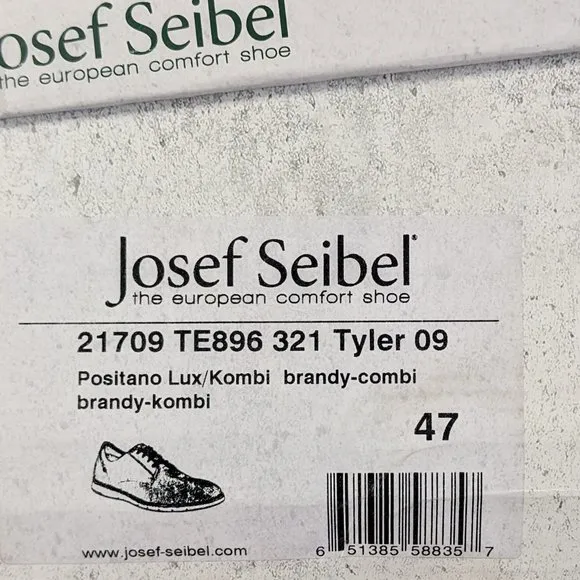 osef Seibel
the european comfort shoe
Josef Seibel®
the european comfort shoe
21709 TE896 321 Tyler 09
Positano Lux/Kombi brandy-combi
brandy-kombi
47
www.josef-seibel.com
6 51385 58835 7